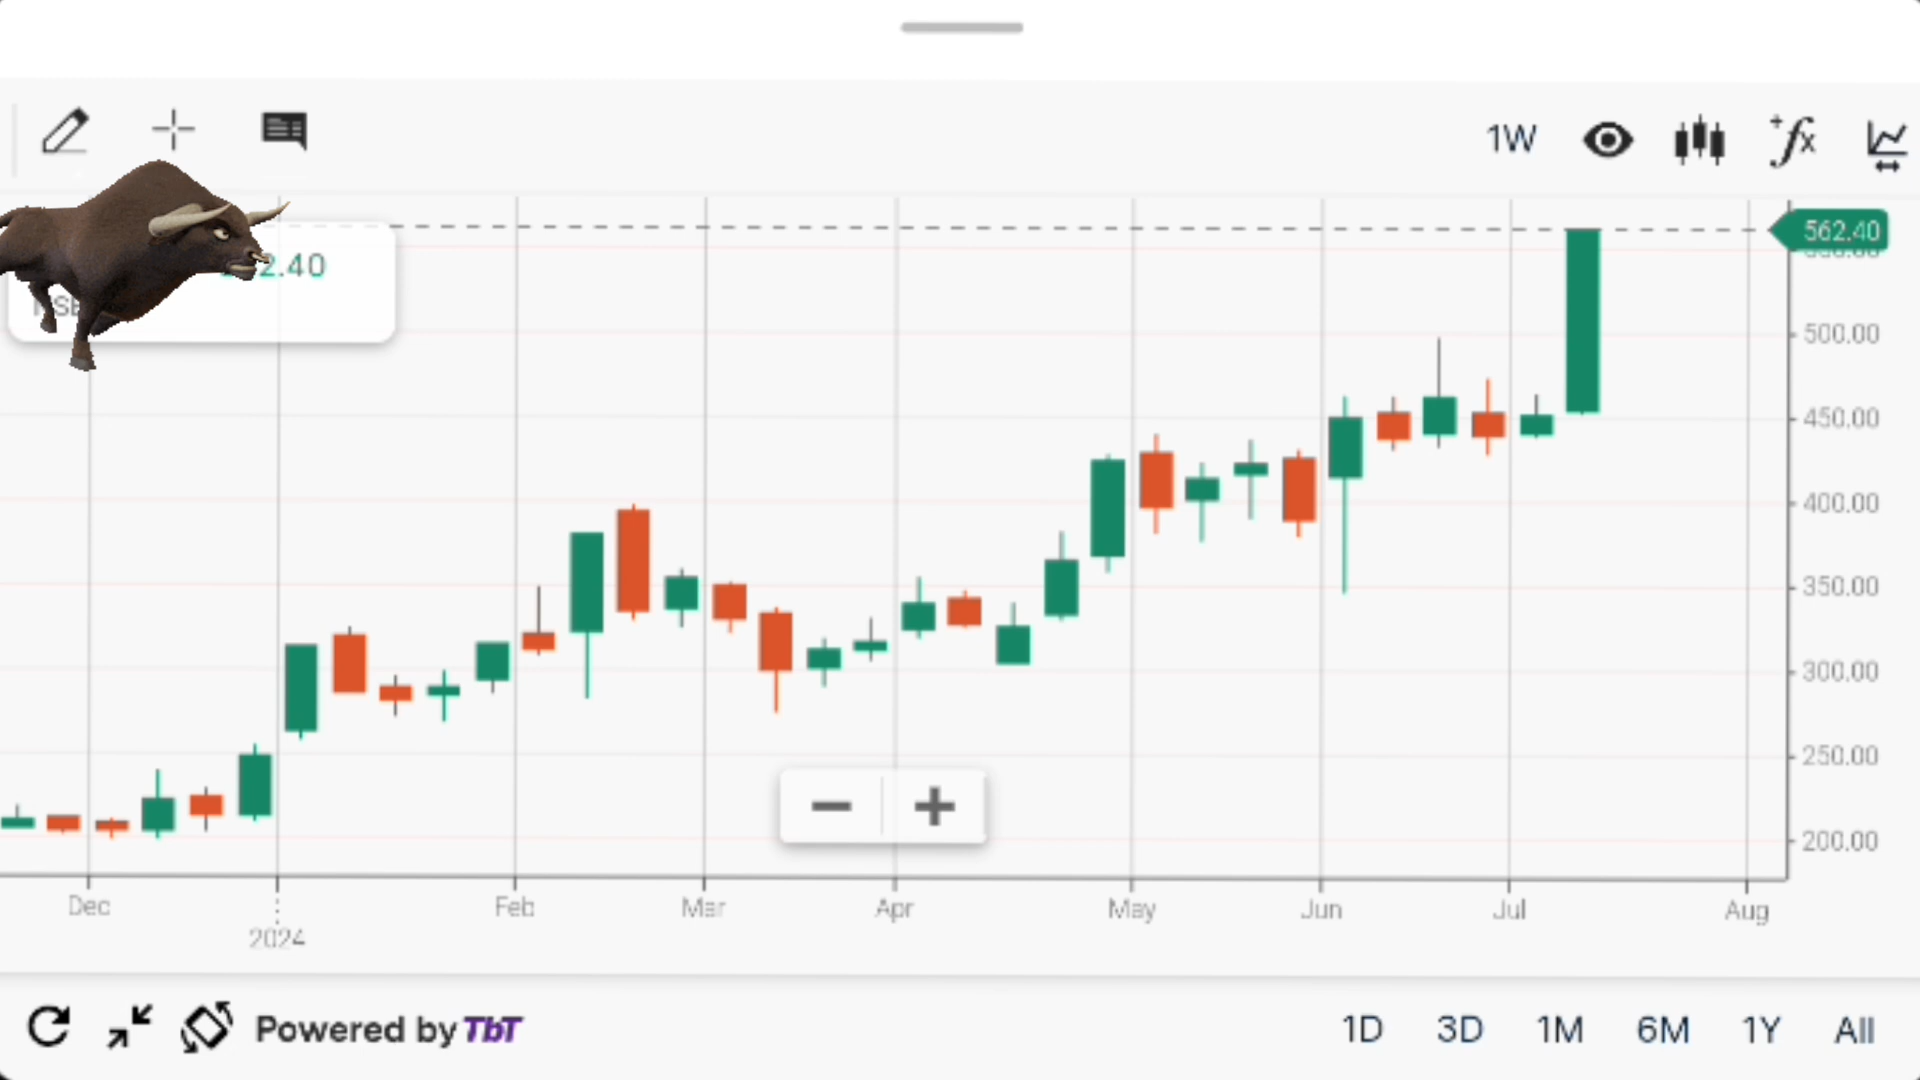 1W
fx
562.40
2.40
500.00
450.00
400.00
350.00
300.00
250.00
200.00
Dec
2024
Feb
Mar
Apr
May
Jun
Jul
Aug
Powered by TbT
1D 3D 1M 6M 1Y All